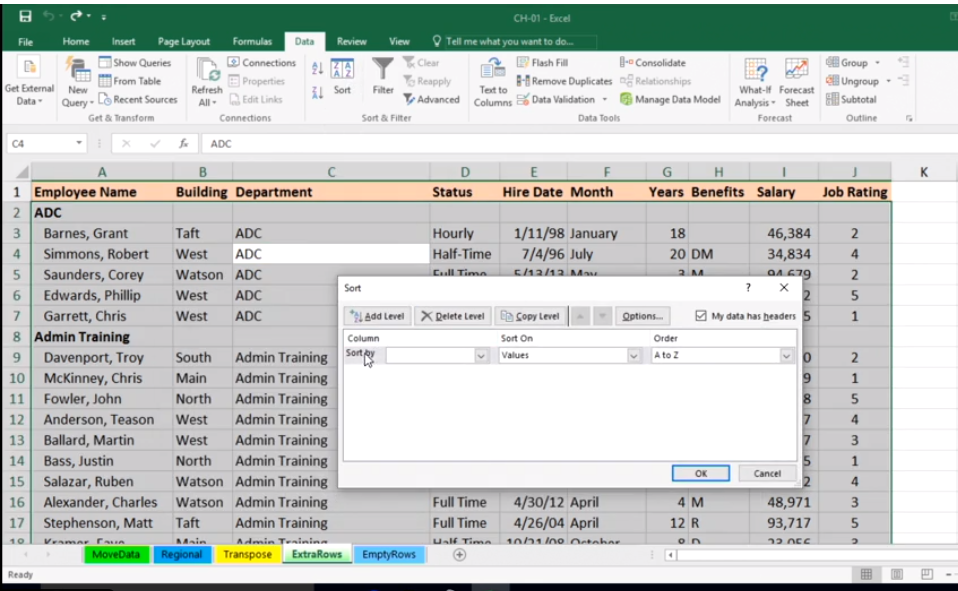 CH-01 - Excel
File Home Insert Page Layout Formulas Data Review View Tell me what you want to do...
Get External Data
New Query
Show Queries
From Table
Recent Sources
Get & Transform
Refresh All
Connections
Properties
Edit Links
Connections
Sort
Filter
Clear
Reapply
Advanced
Sort & Filter
Text to Columns
Flash Fill
Remove Duplicates
Data Validation
Consolidate
Relationships
Manage Data Model
Data Tools
What-If Analysis
Forecast Sheet
Forecast
Group
Ungroup
Subtotal
Outline
C4 fx ADC
A B C D E F G H I J K
1 Employee Name Building Department Status Hire Date Month Years Benefits Salary Job Rating
2 ADC
3 Barnes, Grant Taft ADC Hourly 1/11/98 January 18 46,384 2
4 Simmons, Robert West ADC Half-Time 7/4/96 July 20 DM 34,834 4
5 Saunders, Corey Watson ADC Full Time 5/13/13 May 3 M 94,679 2
6 Edwards, Phillip West ADC 2 5
7 Garrett, Chris West ADC 5 1
8 Admin Training
9 Davenport, Troy South Admin Training 0 2
10 McKinney, Chris Main Admin Training 9 1
11 Fowler, John North Admin Training 8 5
12 Anderson, Teason West Admin Training 7 4
13 Ballard, Martin West Admin Training 7 3
14 Bass, Justin North Admin Training 5 1
15 Salazar, Ruben Watson Admin Training 2 4
16 Alexander, Charles Watson Admin Training Full Time 4/30/12 April 4 M 48,971 3
17 Stephenson, Matt Taft Admin Training Full Time 4/26/04 April 12 R 93,717 5
18 Kramer, Faye Main Admin Training Half-Time 10/21/08 October 8 D 23,056 2
Sort ?
Add Level Delete Level Copy Level Options... My data has headers
Column Sort On Order
Sort by Values A to Z
OK Cancel
MoveData Regional Transpose ExtraRows EmptyRows
Ready